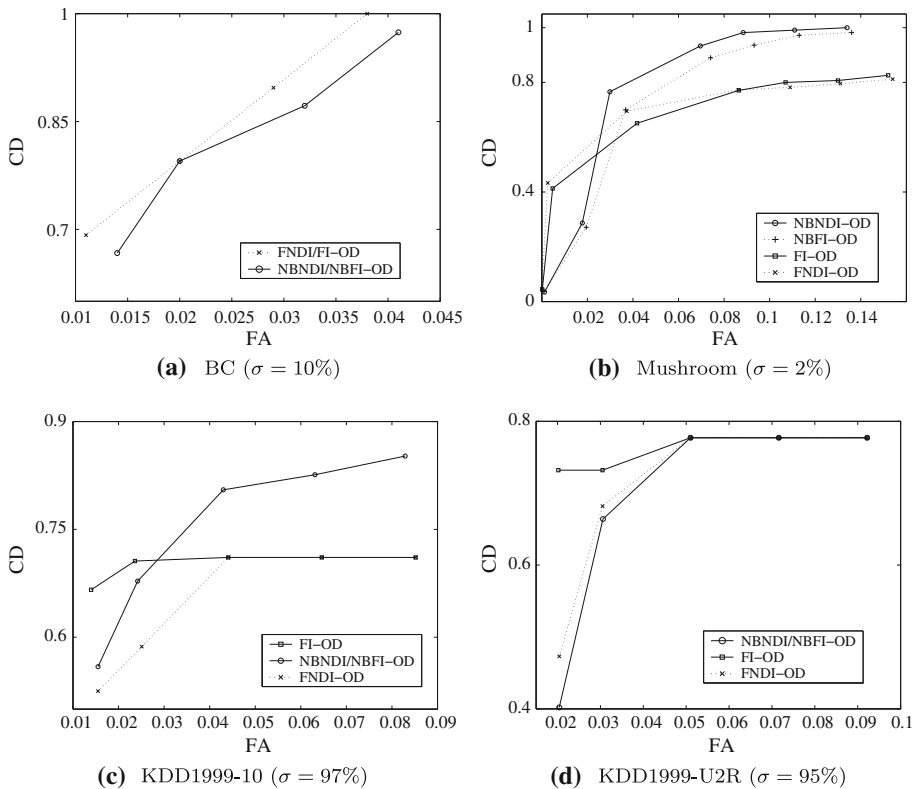 1
0.85
0.7
CD
FNDI/FI–OD
NBNDI/NBFI–OD
0.01 0.015 0.02 0.025 0.03 0.035 0.04 0.045
FA
(a) BC (σ = 10%)
1
0.8
0.4
0
CD
NBNDI–OD
NBFI–OD
FI–OD
FNDI–OD
0 0.02 0.04 0.06 0.08 0.1 0.12 0.14
FA
(b) Mushroom (σ = 2%)
0.9
0.75
0.6
CD
FI–OD
NBNDI/NBFI–OD
FNDI–OD
0.01 0.02 0.03 0.04 0.05 0.06 0.07 0.08 0.09
FA
(c) KDD1999-10 (σ = 97%)
0.8
0.6
0.4
CD
NBNDI/NBFI–OD
FI–OD
FNDI–OD
0.02 0.03 0.04 0.05 0.06 0.07 0.08 0.09 0.1
FA
(d) KDD1999-U2R (σ = 95%)